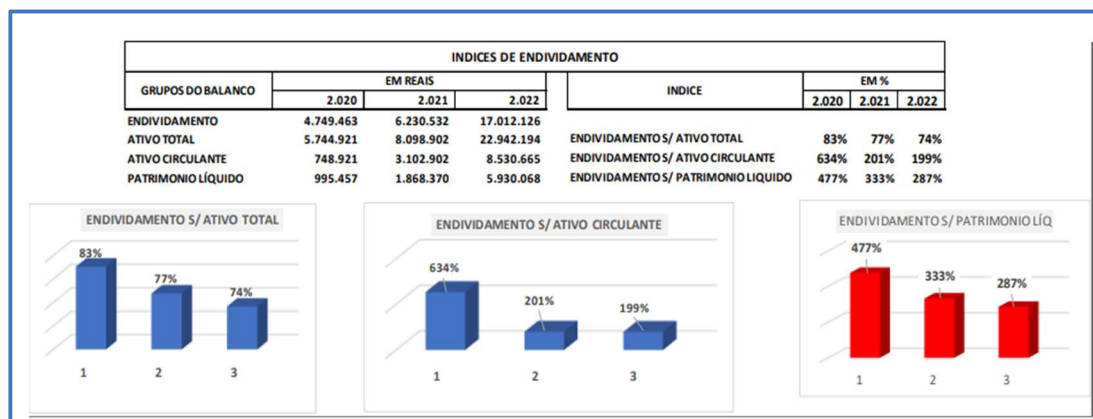 INDICES DE ENDIVIDAMENTO
GRUPOS DO BALANCO EM REAIS INDICE EM %
2.020 2.021 2.022 2.020 2.021 2.022
ENDIVIDAMENTO 4.749.463 6.230.532 17.012.126
ATIVO TOTAL 5.744.921 8.098.902 22.942.194 ENDIVIDAMENTO S/ ATIVO TOTAL 83% 77% 74%
ATIVO CIRCULANTE 748.921 3.102.902 8.530.665 ENDIVIDAMENTO S/ ATIVO CIRCULANTE 634% 201% 199%
PATRIMONIO LÍQUIDO 995.457 1.868.370 5.930.068 ENDIVIDAMENTO S/ PATRIMONIO LIQUIDO 477% 333% 287%
ENDIVIDAMENTO S/ ATIVO TOTAL
83%
77%
74%
1 2 3
ENDIVIDAMENTO S/ ATIVO CIRCULANTE
634%
201%
199%
1 2 3
ENDIVIDAMENTO S/ PATRIMONIO LÍQ
477%
333%
287%
1 2 3